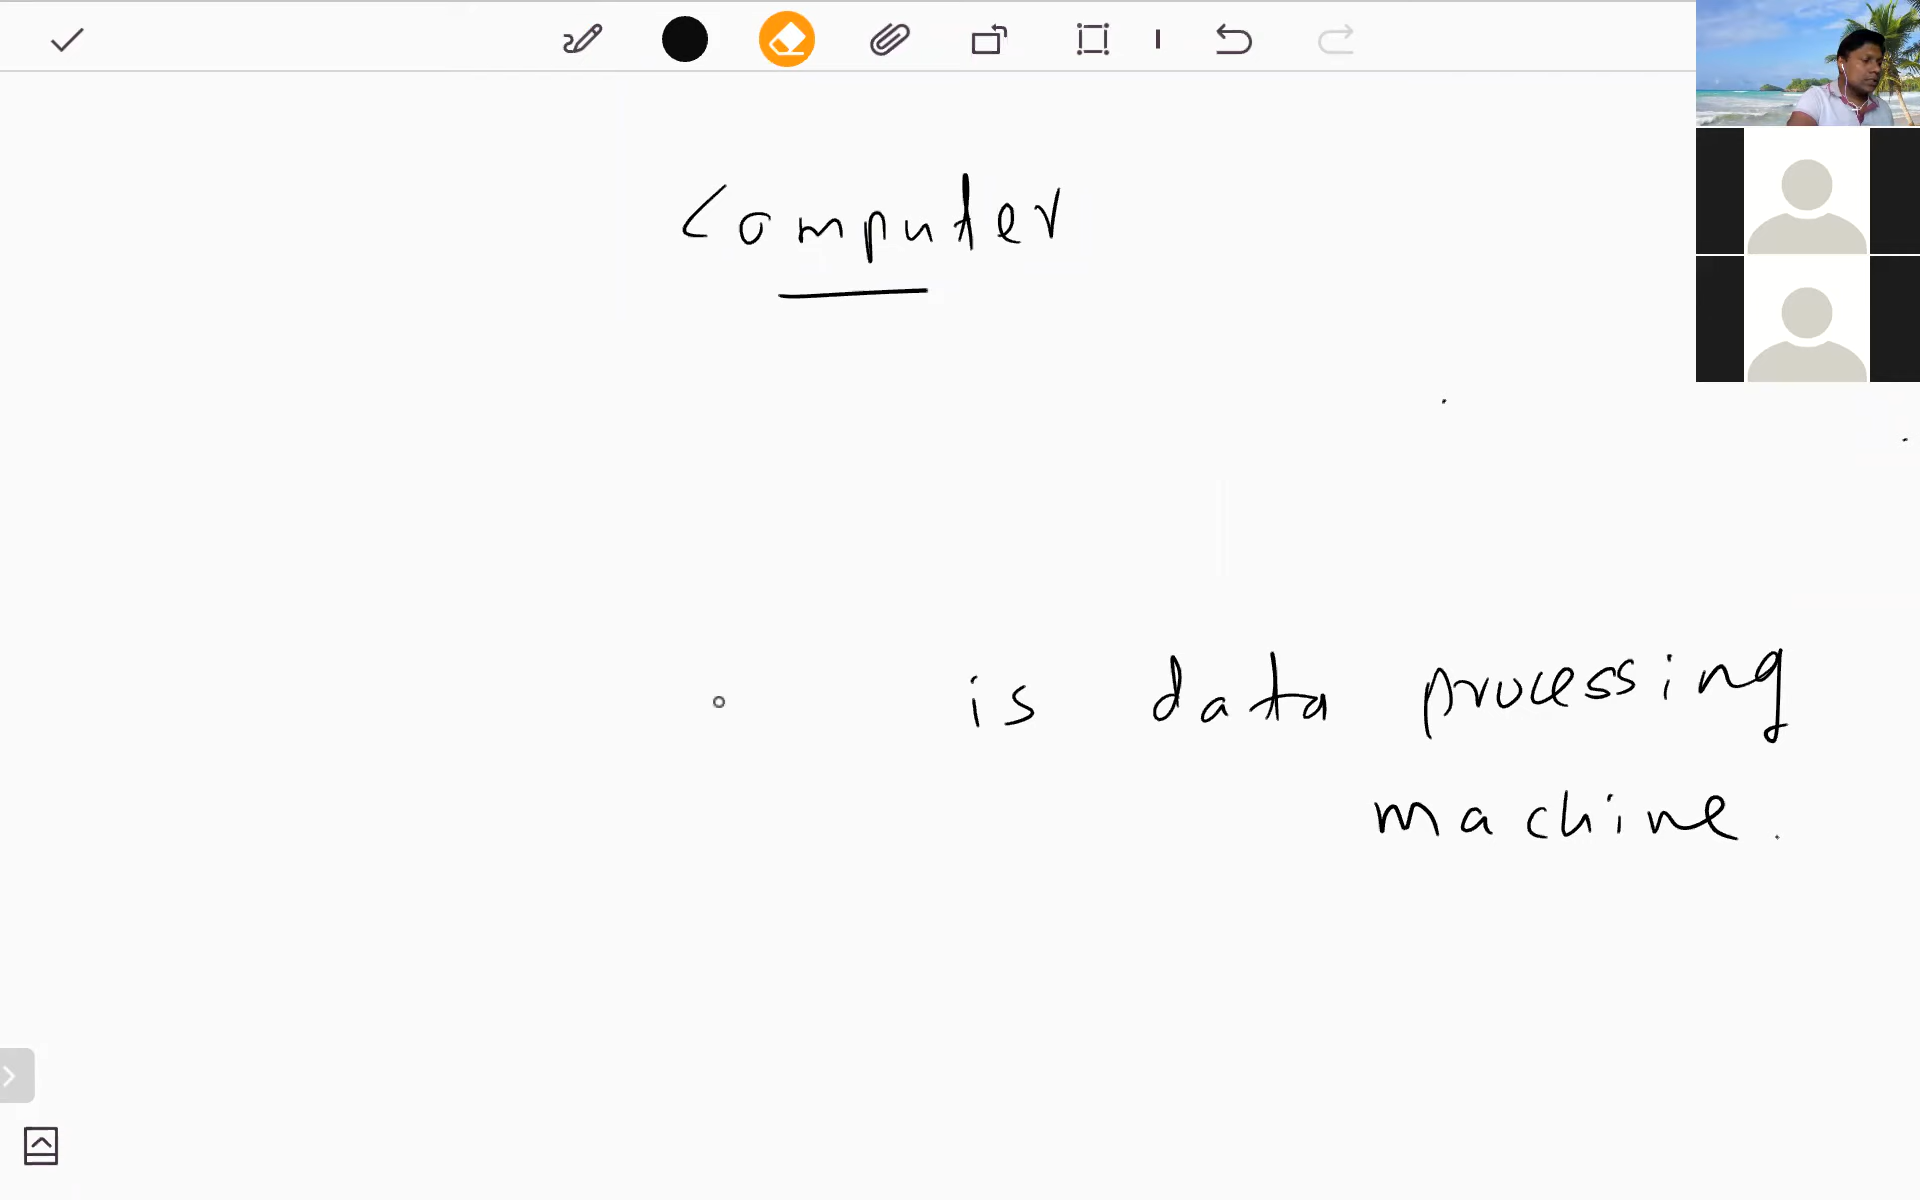 Computer
is data processing
machine.